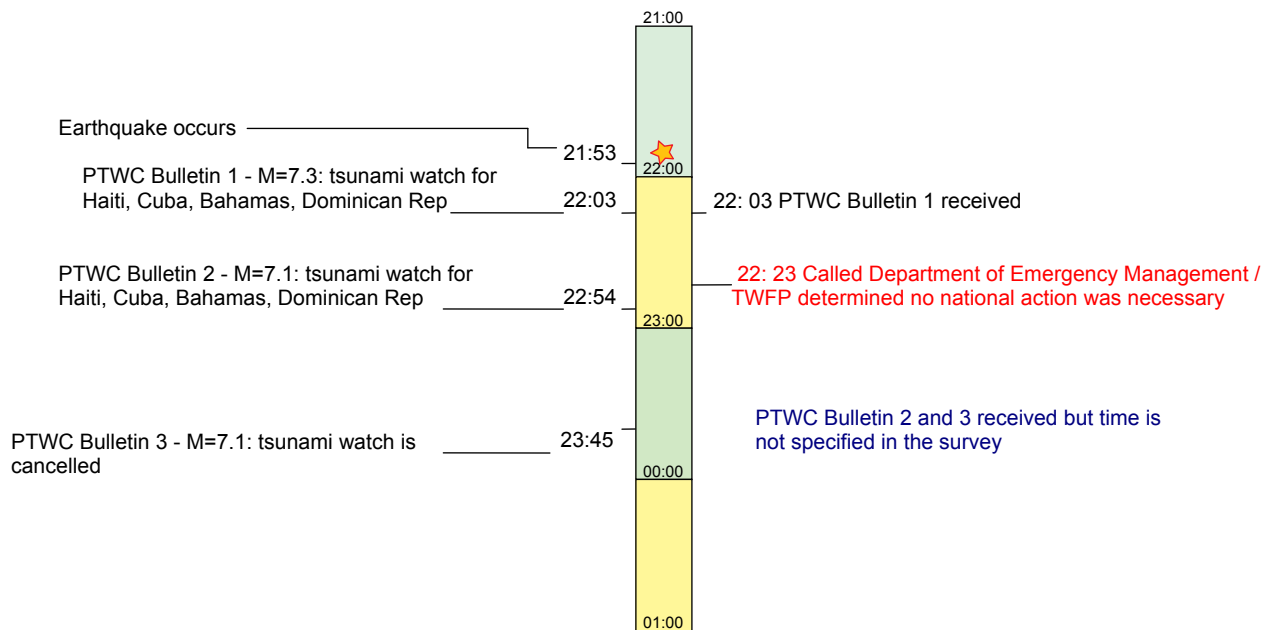 21:00
Earthquake occurs
21:53
22:00
PTWC Bulletin 1 - M=7.3: tsunami watch for
Haiti, Cuba, Bahamas, Dominican Rep
22:03
22: 03 PTWC Bulletin 1 received
PTWC Bulletin 2 - M=7.1: tsunami watch for
Haiti, Cuba, Bahamas, Dominican Rep
22:54
22: 23 Called Department of Emergency Management /
TWFP determined no national action was necessary
23:00
PTWC Bulletin 2 and 3 received but time is
not specified in the survey
PTWC Bulletin 3 - M=7.1: tsunami watch is
cancelled
23:45
00:00
01:00